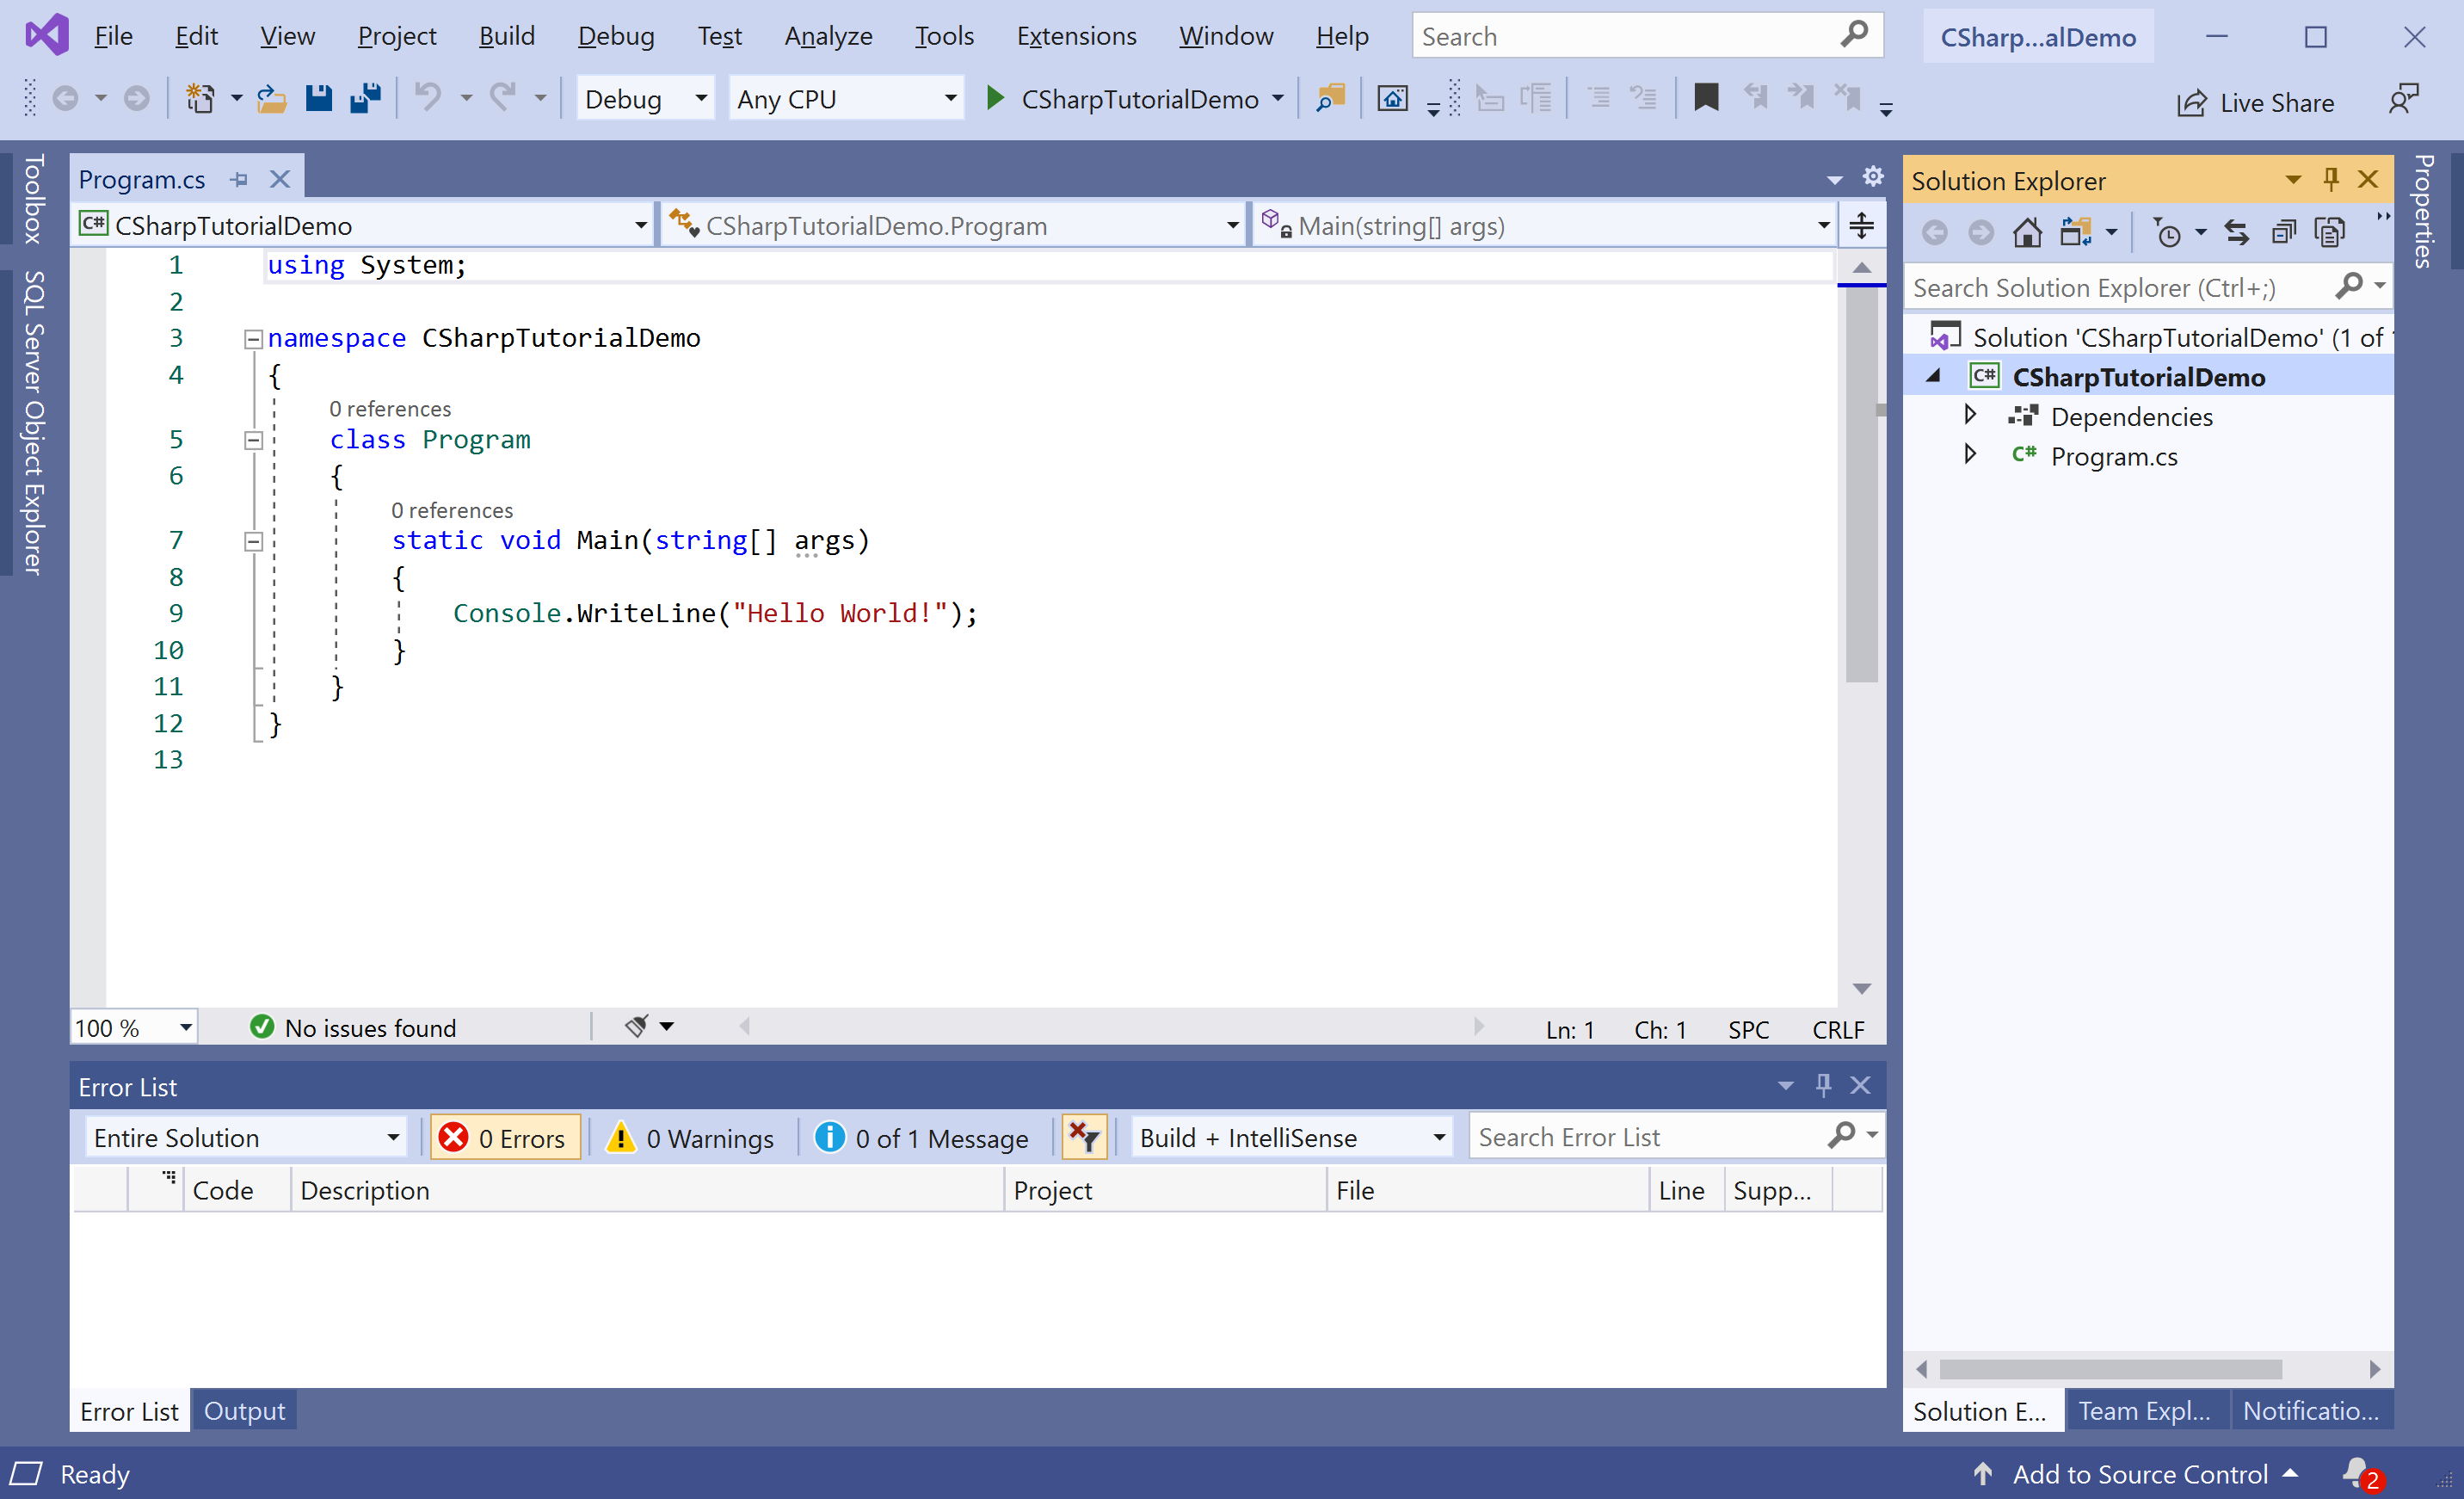 File Edit View Project Build Debug Test Analyze Tools Extensions Window Help Search CSharp...alDemo
Debug Any CPU CSharpTutorialDemo Live Share
Toolbox
SQL Server Object Explorer
Program.cs
CSharpTutorialDemo CSharpTutorialDemo.Program Main(string[] args)
1 using System;
2
3 namespace CSharpTutorialDemo
4 {
0 references
5 class Program
6 {
0 references
7 static void Main(string[] args)
8 {
9 Console.WriteLine("Hello World!");
10 }
11 }
12 }
13
100 % No issues found Ln: 1 Ch: 1 SPC CRLF
Error List
Entire Solution 0 Errors 0 Warnings 0 of 1 Message Build + IntelliSense Search Error List
Code Description Project File Line Supp...
Error List Output
Solution Explorer
Search Solution Explorer (Ctrl+;)
Solution 'CSharpTutorialDemo' (1 of 1
C# CSharpTutorialDemo
Dependencies
C# Program.cs
Solution E... Team Expl... Notificatio...
Properties
Ready Add to Source Control 2